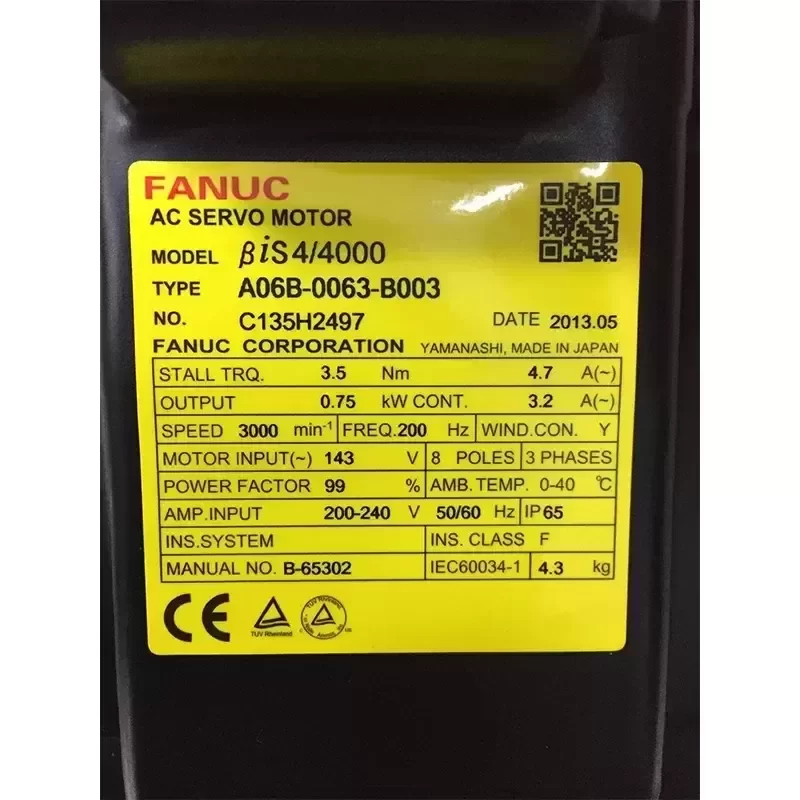 FANUC
AC SERVO MOTOR
MODEL βiS4/4000
TYPE A06B-0063-B003
NO. C135H2497 DATE 2013.05
FANUC CORPORATION YAMANASHI, MADE IN JAPAN
STALL TRQ. 3.5 Nm 4.7 A(~)
OUTPUT 0.75 kW CONT. 3.2 A(~)
SPEED 3000 min⁻¹ FREQ. 200 Hz WIND.CON. Y
MOTOR INPUT(~) 143 V 8 POLES 3 PHASES
POWER FACTOR 99 % AMB.TEMP. 0-40 ℃
AMP.INPUT 200-240 V 50/60 Hz IP65
INS.SYSTEM INS. CLASS F
MANUAL NO. B-65302 IEC60034-1 4.3 kg
CE
TUV Rheinland